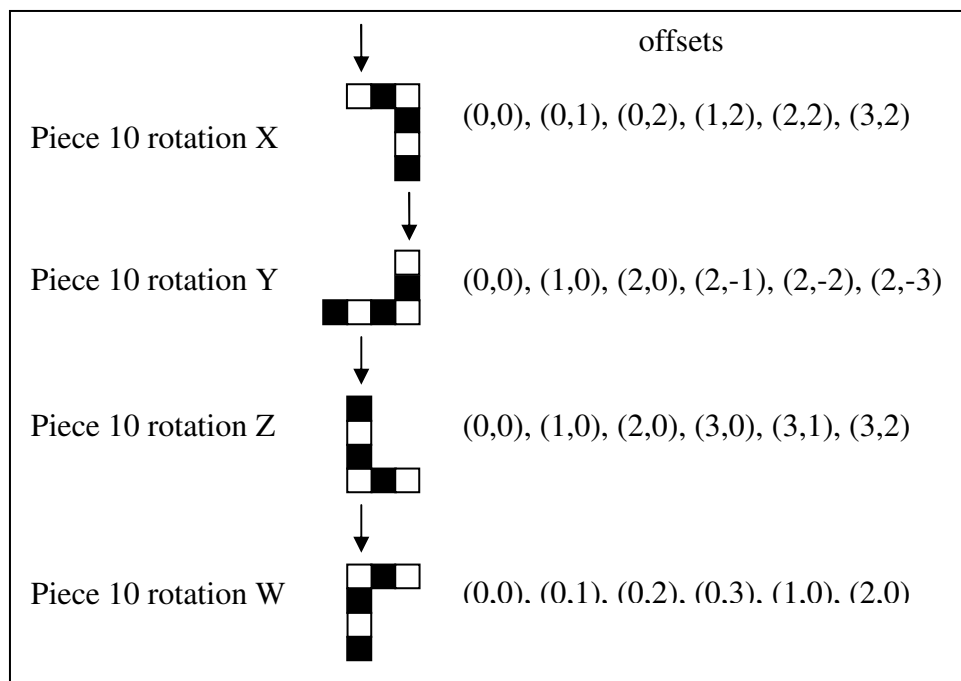 offsets
Piece 10 rotation X (0,0), (0,1), (0,2), (1,2), (2,2), (3,2)
Piece 10 rotation Y (0,0), (1,0), (2,0), (2,-1), (2,-2), (2,-3)
Piece 10 rotation Z (0,0), (1,0), (2,0), (3,0), (3,1), (3,2)
Piece 10 rotation W (0,0), (0,1), (0,2), (0,3), (1,0), (2,0)